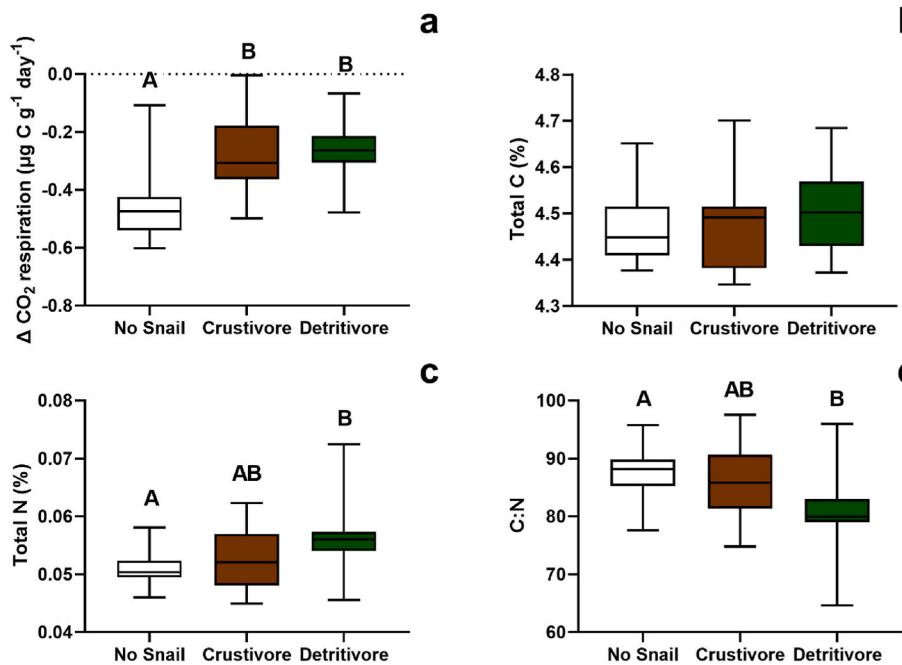 a
Δ CO₂ respiration (µg C g⁻¹ day⁻¹)
0.0
-0.2
-0.4
-0.6
-0.8
A
B
B
No Snail Crustivore Detritivore
Total C (%)
4.8
4.7
4.5
4.4
4.3
No Snail Crustivore Detritivore
c
Total N (%)
0.08
0.07
0.06
0.05
0.04
A
AB
B
No Snail Crustivore Detritivore
C:N
100
90
80
70
60
A
AB
B
No Snail Crustivore Detritivore